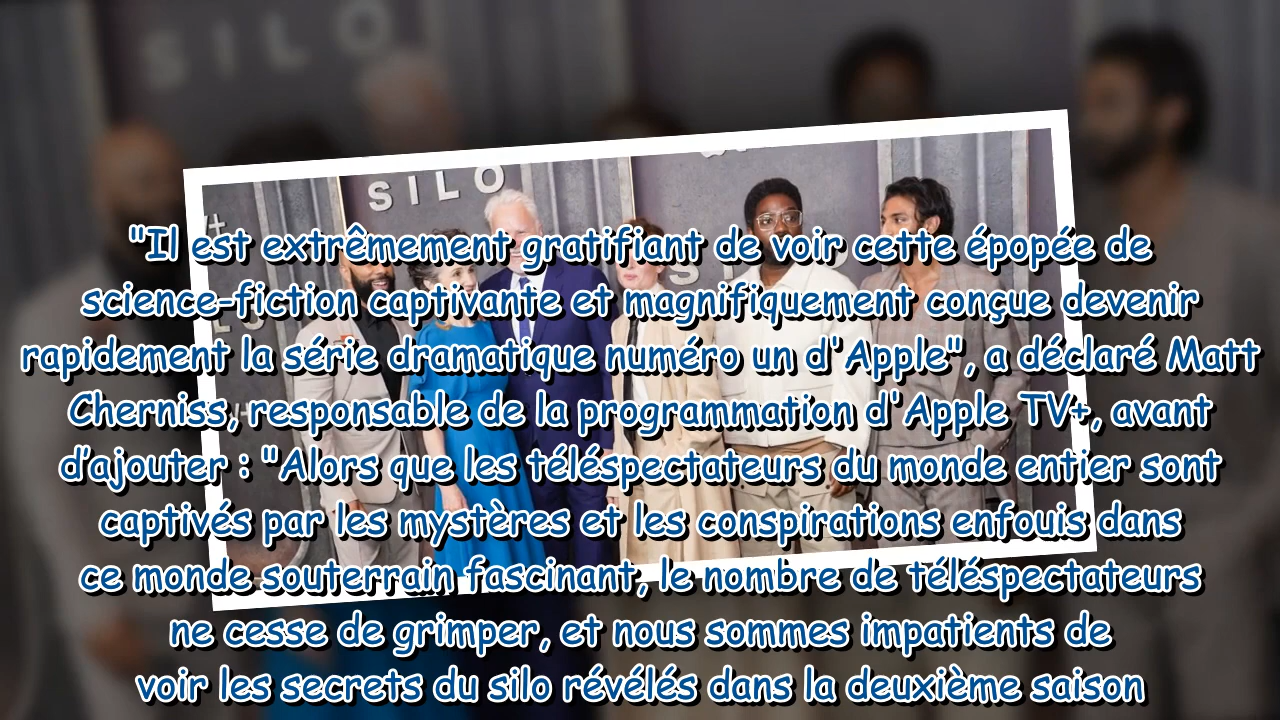 SILO
SILO
"Il est extrêmement gratifiant de voir cette épopée de
science-fiction captivante et magnifiquement conçue devenir
rapidement la série dramatique numéro un d'Apple", a déclaré Matt
Cherniss, responsable de la programmation d'Apple TV+, avant
d’ajouter : "Alors que les téléspectateurs du monde entier sont
captivés par les mystères et les conspirations enfouis dans
ce monde souterrain fascinant, le nombre de téléspectateurs
ne cesse de grimper, et nous sommes impatients de
voir les secrets du silo révélés dans la deuxième saison